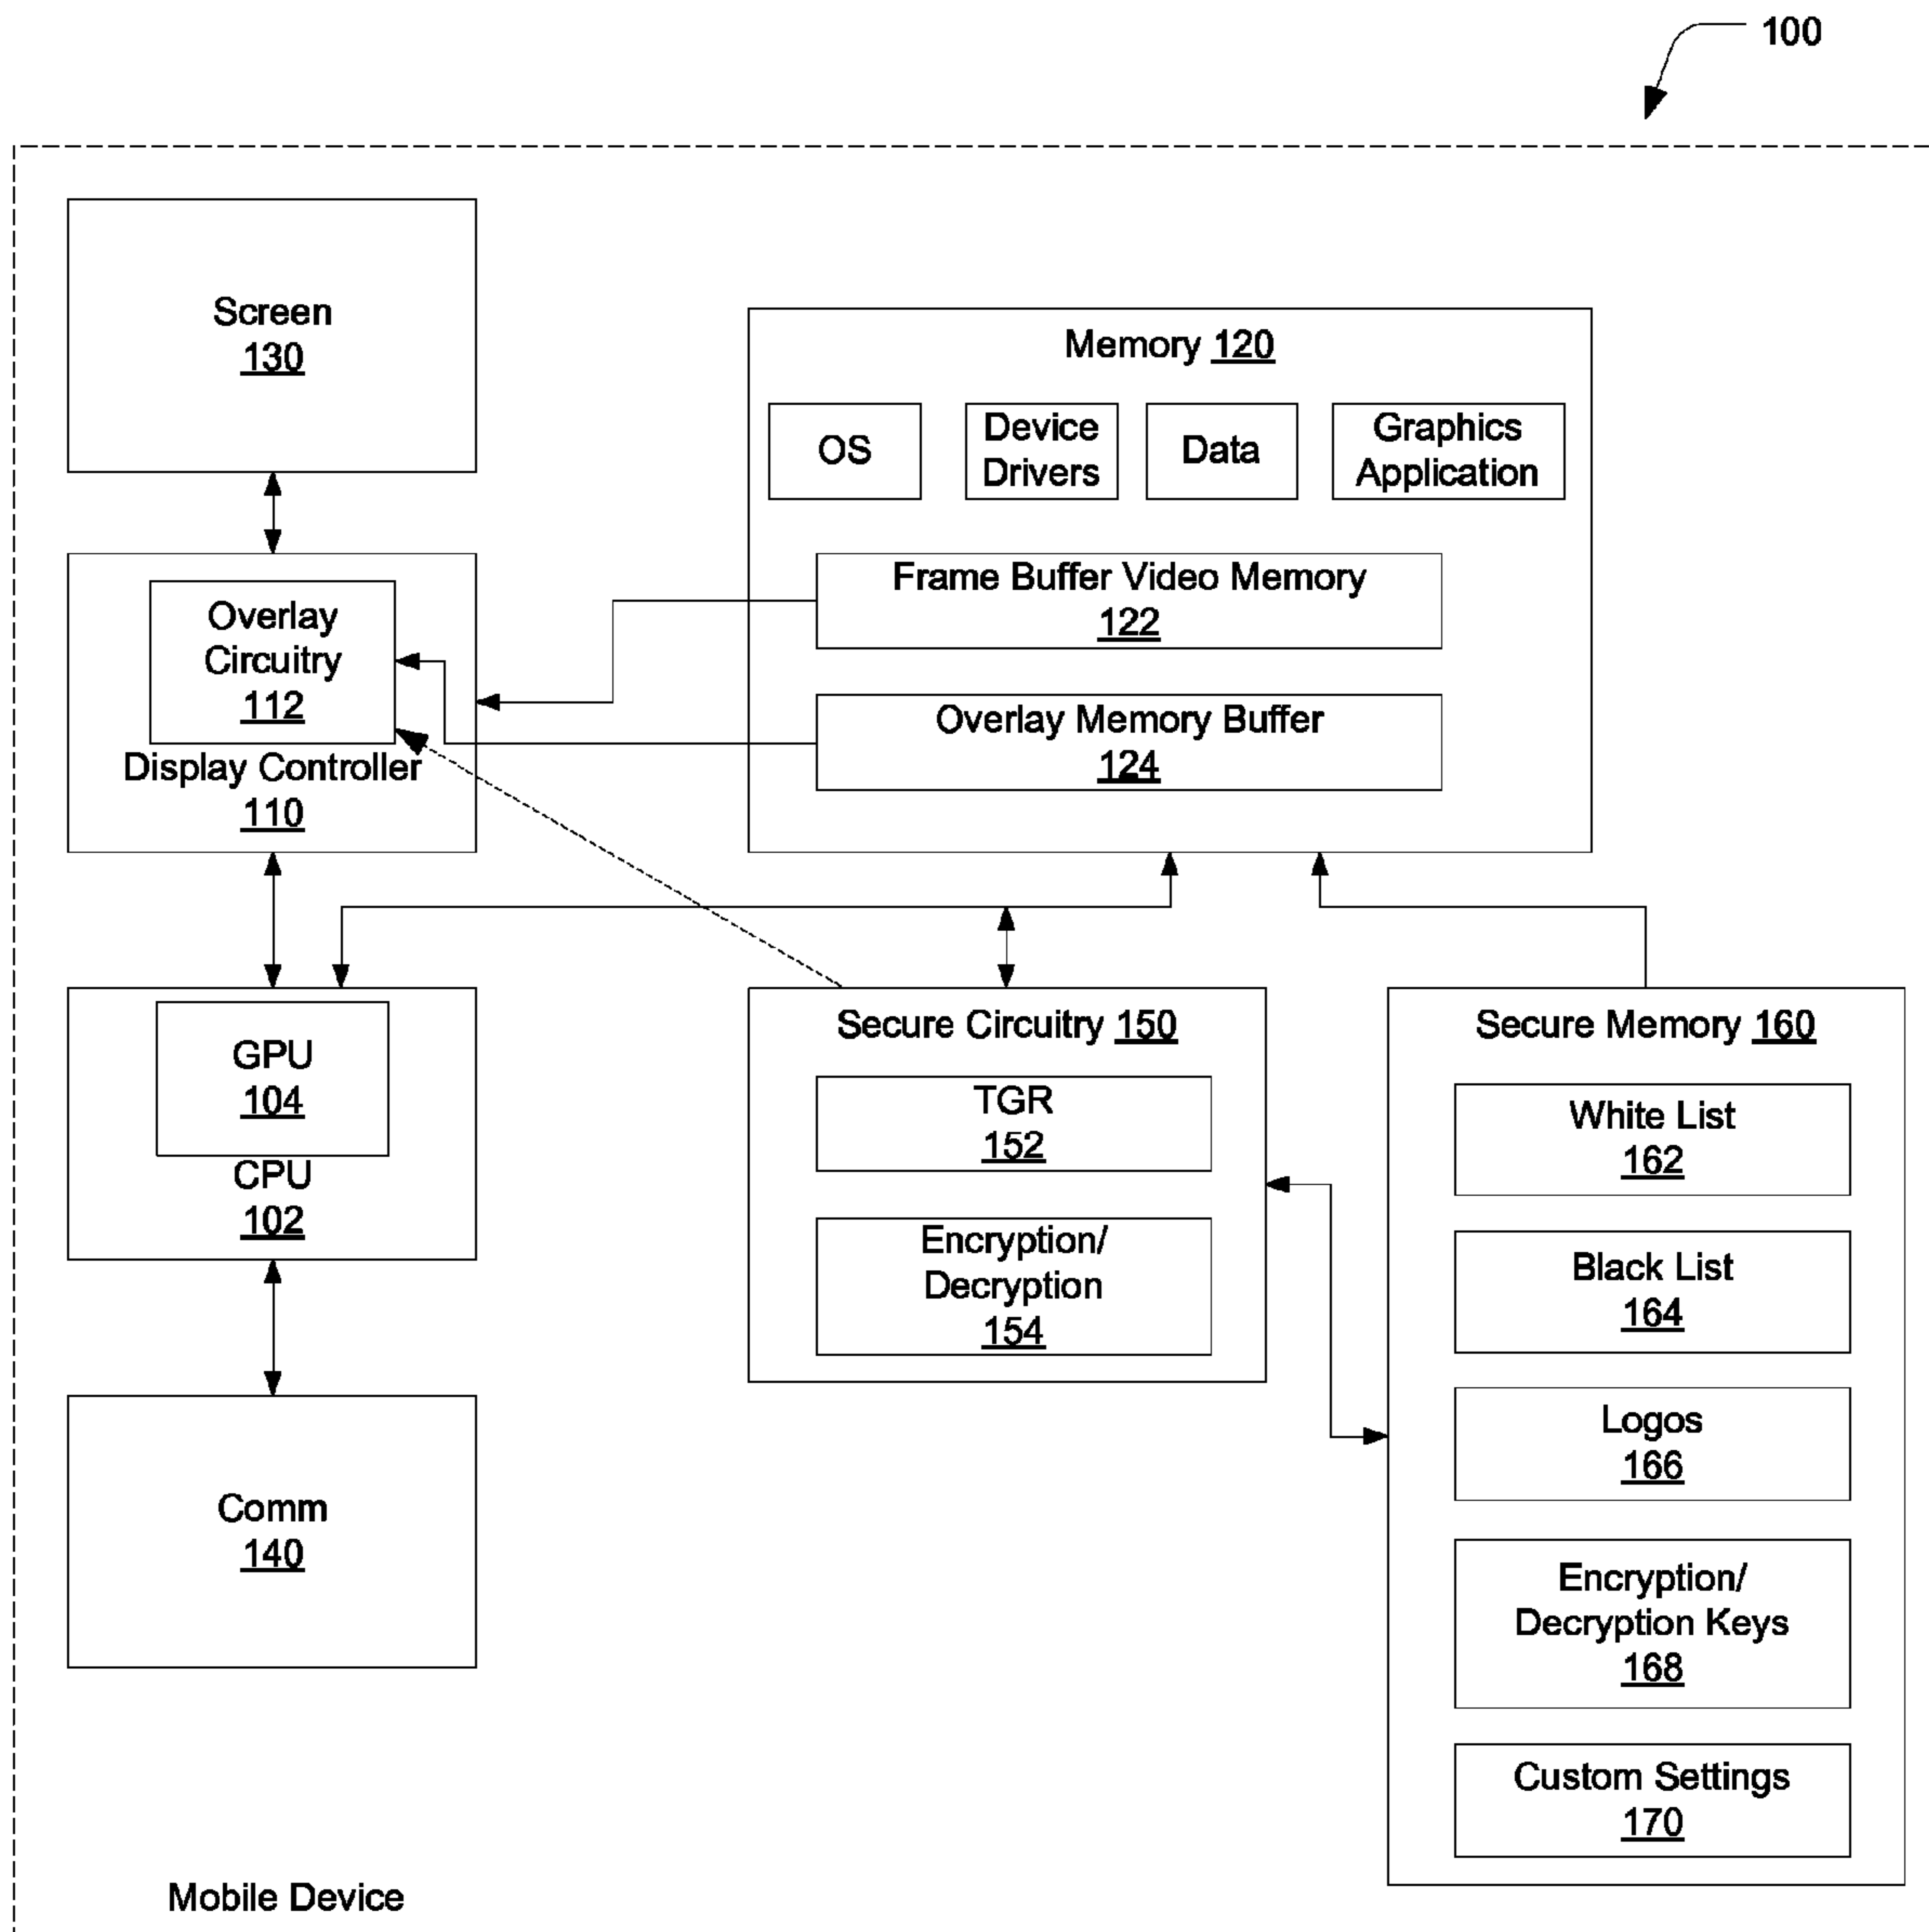 100
Screen
130
Memory 120
OS
Device
Drivers
Data
Graphics
Application
Frame Buffer Video Memory
122
Overlay Memory Buffer
124
Overlay
Circuitry
112
Display Controller
110
GPU
104
CPU
102
Comm
140
Secure Circuitry 150
TGR
152
Encryption/
Decryption
154
Secure Memory 160
White List
162
Black List
164
Logos
166
Encryption/
Decryption Keys
168
Custom Settings
170
Mobile Device